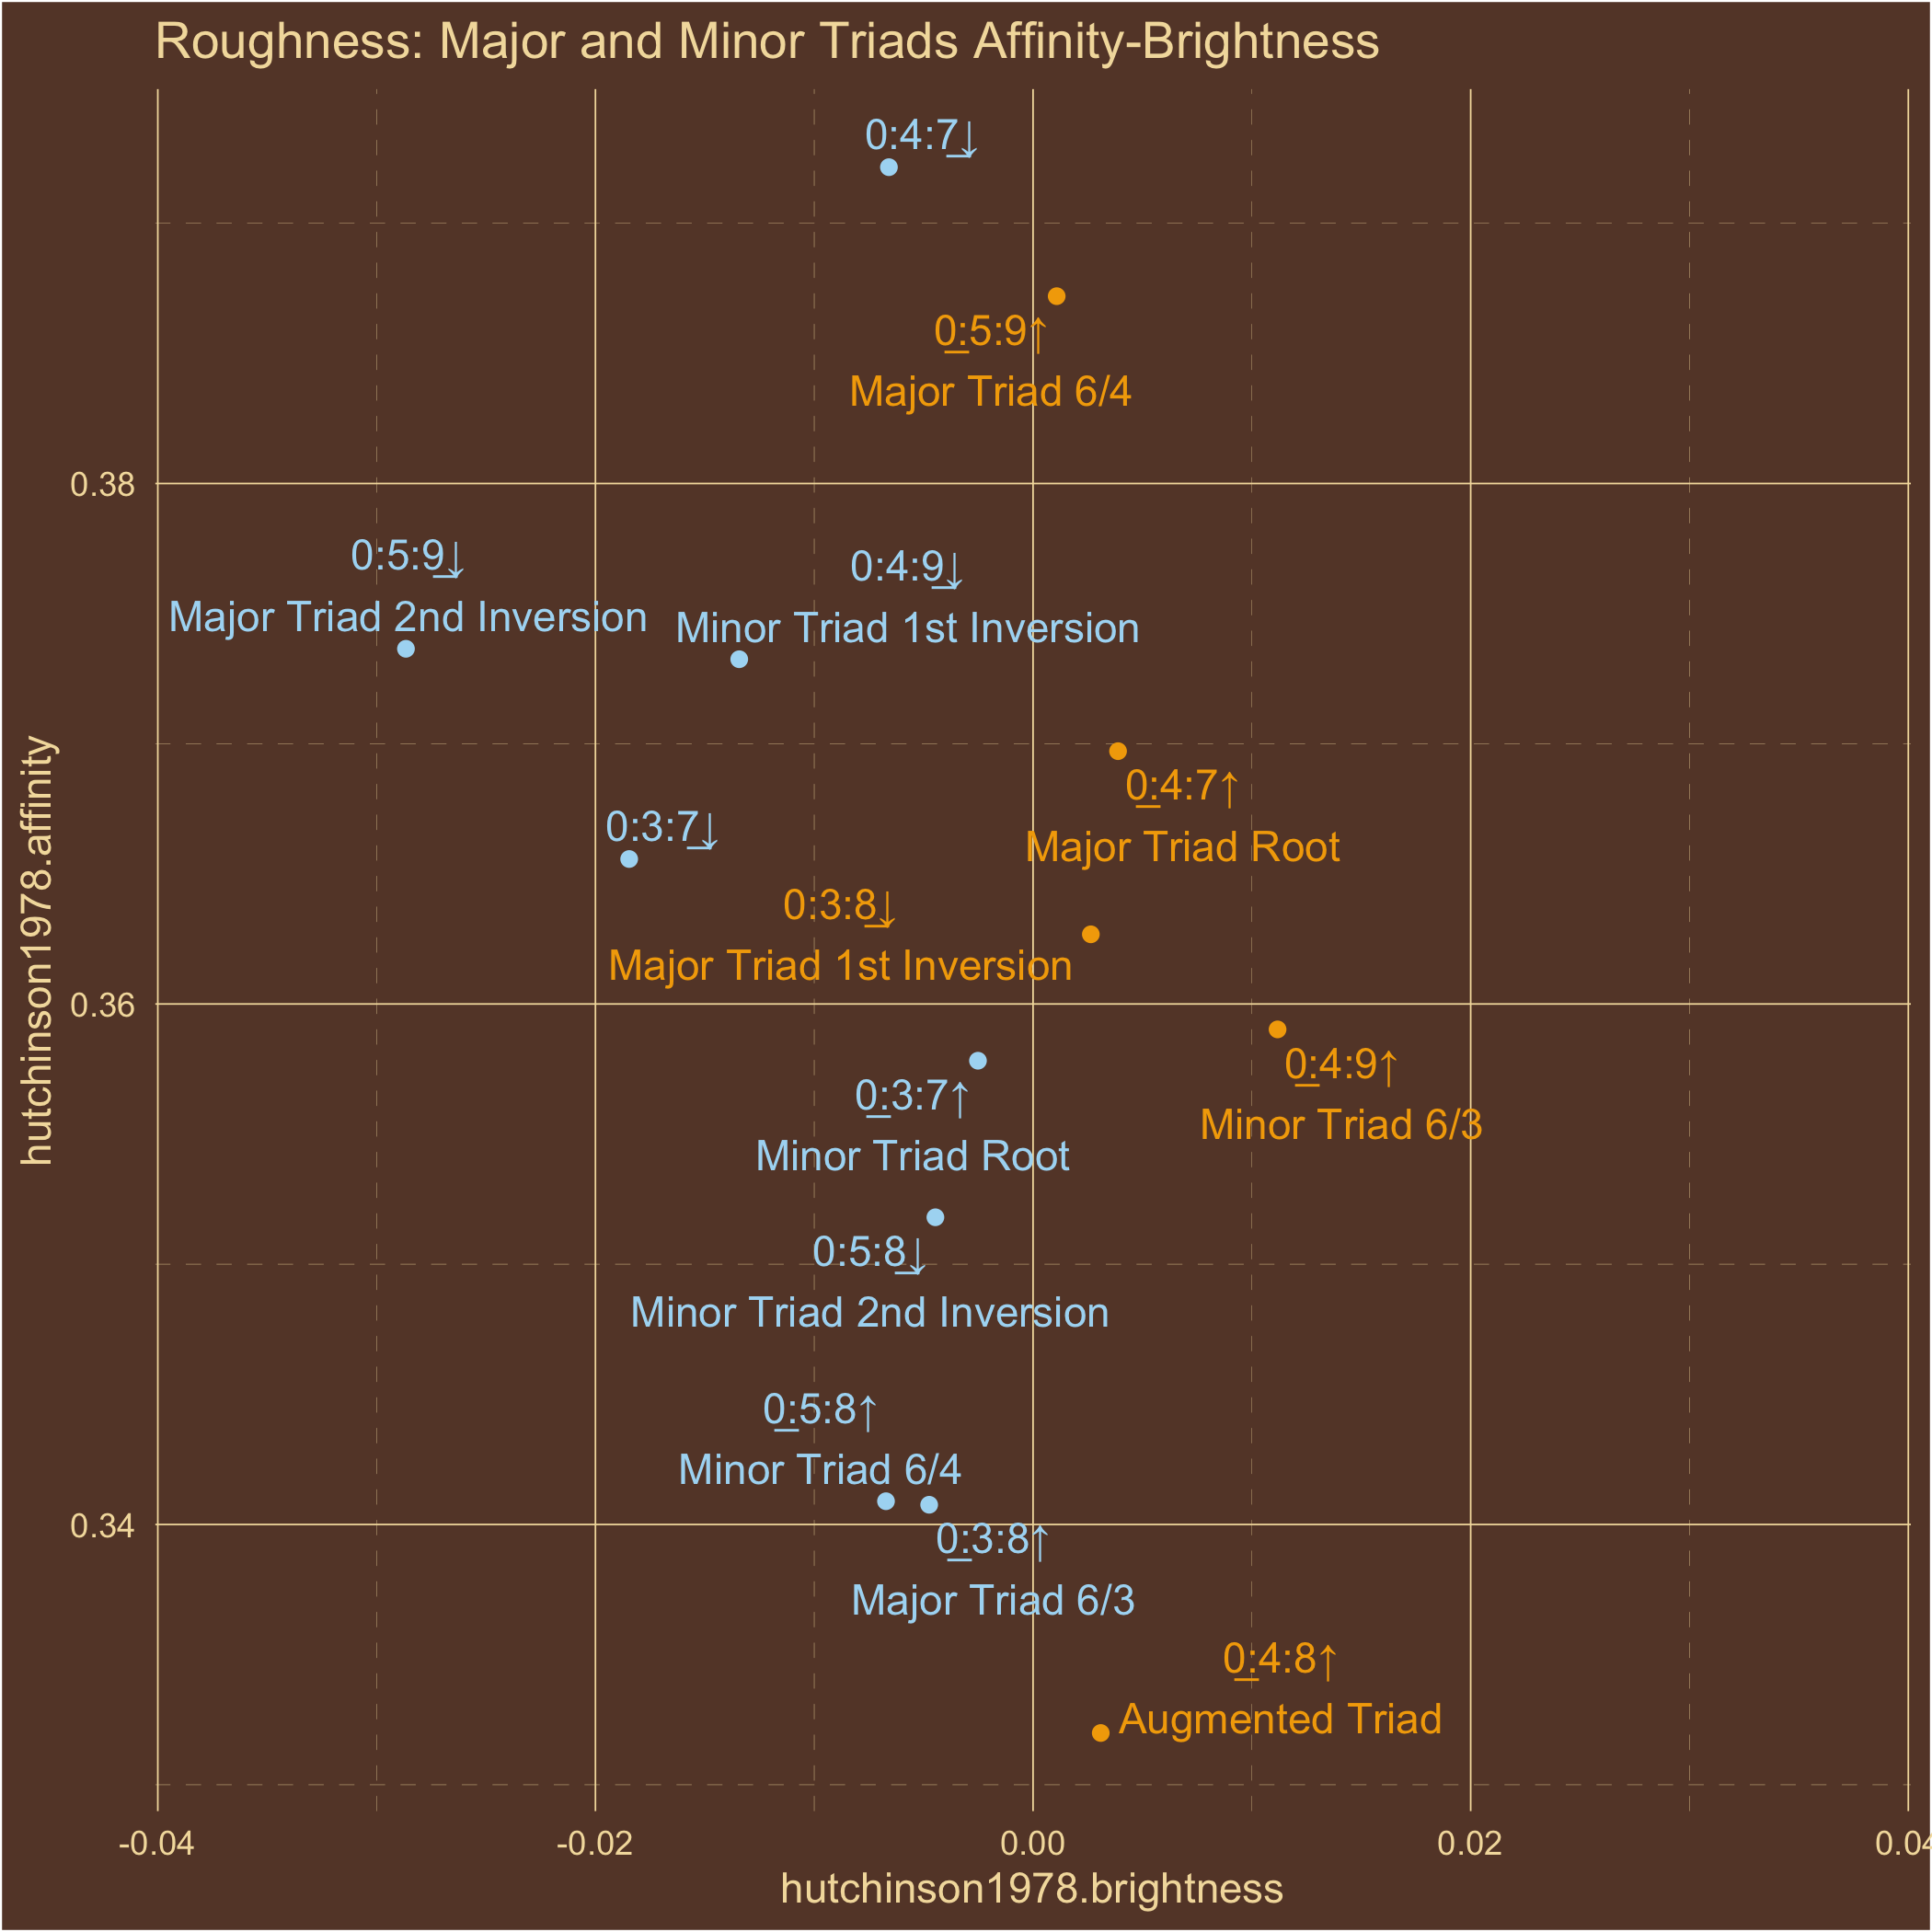 Roughness: Major and Minor Triads Affinity-Brightness
0:4:7↓
0:5:9↑
Major Triad 6/4
0.38
0:5:9↓
Major Triad 2nd Inversion
0:4:9↓
Minor Triad 1st Inversion
0:4:7↑
Major Triad Root
0:3:7↓
0:3:8↓
Major Triad 1st Inversion
hutchinson1978.affinity
0.36
0:4:9↑
Minor Triad 6/3
0:3:7↑
Minor Triad Root
0:5:8↓
Minor Triad 2nd Inversion
0:5:8↑
Minor Triad 6/4
0.34
0:3:8↑
Major Triad 6/3
0:4:8↑
Augmented Triad
-0.04 -0.02 0.00 0.02 0.04
hutchinson1978.brightness